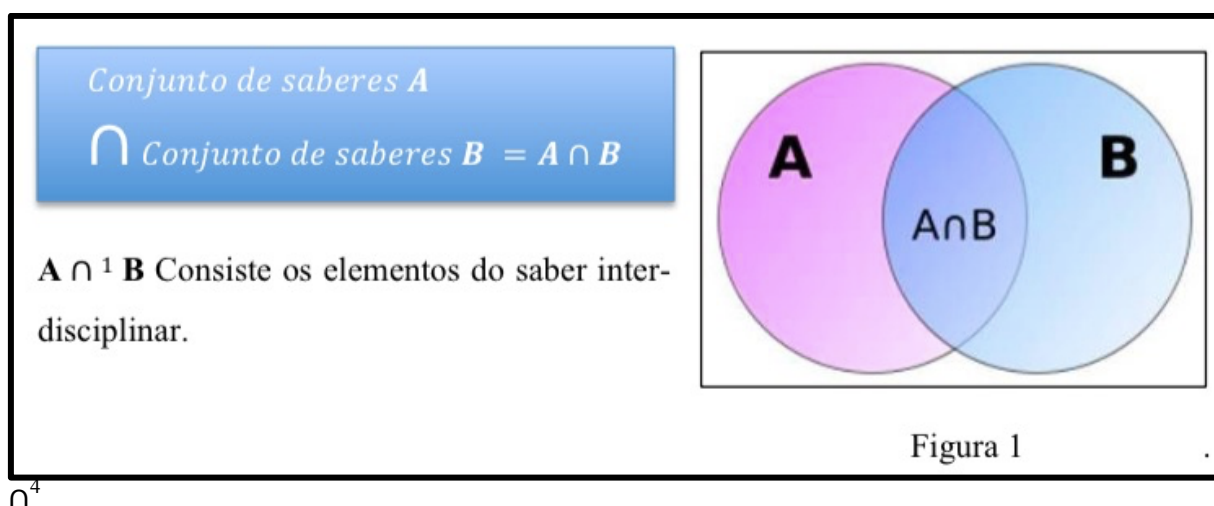 Conjunto de saberes A
∩ Conjunto de saberes B = A ∩ B
A ∩ ¹ B Consiste os elementos do saber inter-
disciplinar.
A
B
A∩B
Figura 1
.
∩⁴